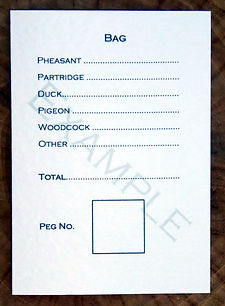 BAG
PHEASANT ..............................
PARTRIDGE ..............................
DUCK......................................
PIGEON ...................................
WOODCOCK ............................
OTHER ....................................
TOTAL.....................................
PEG NO.
EXAMPLE